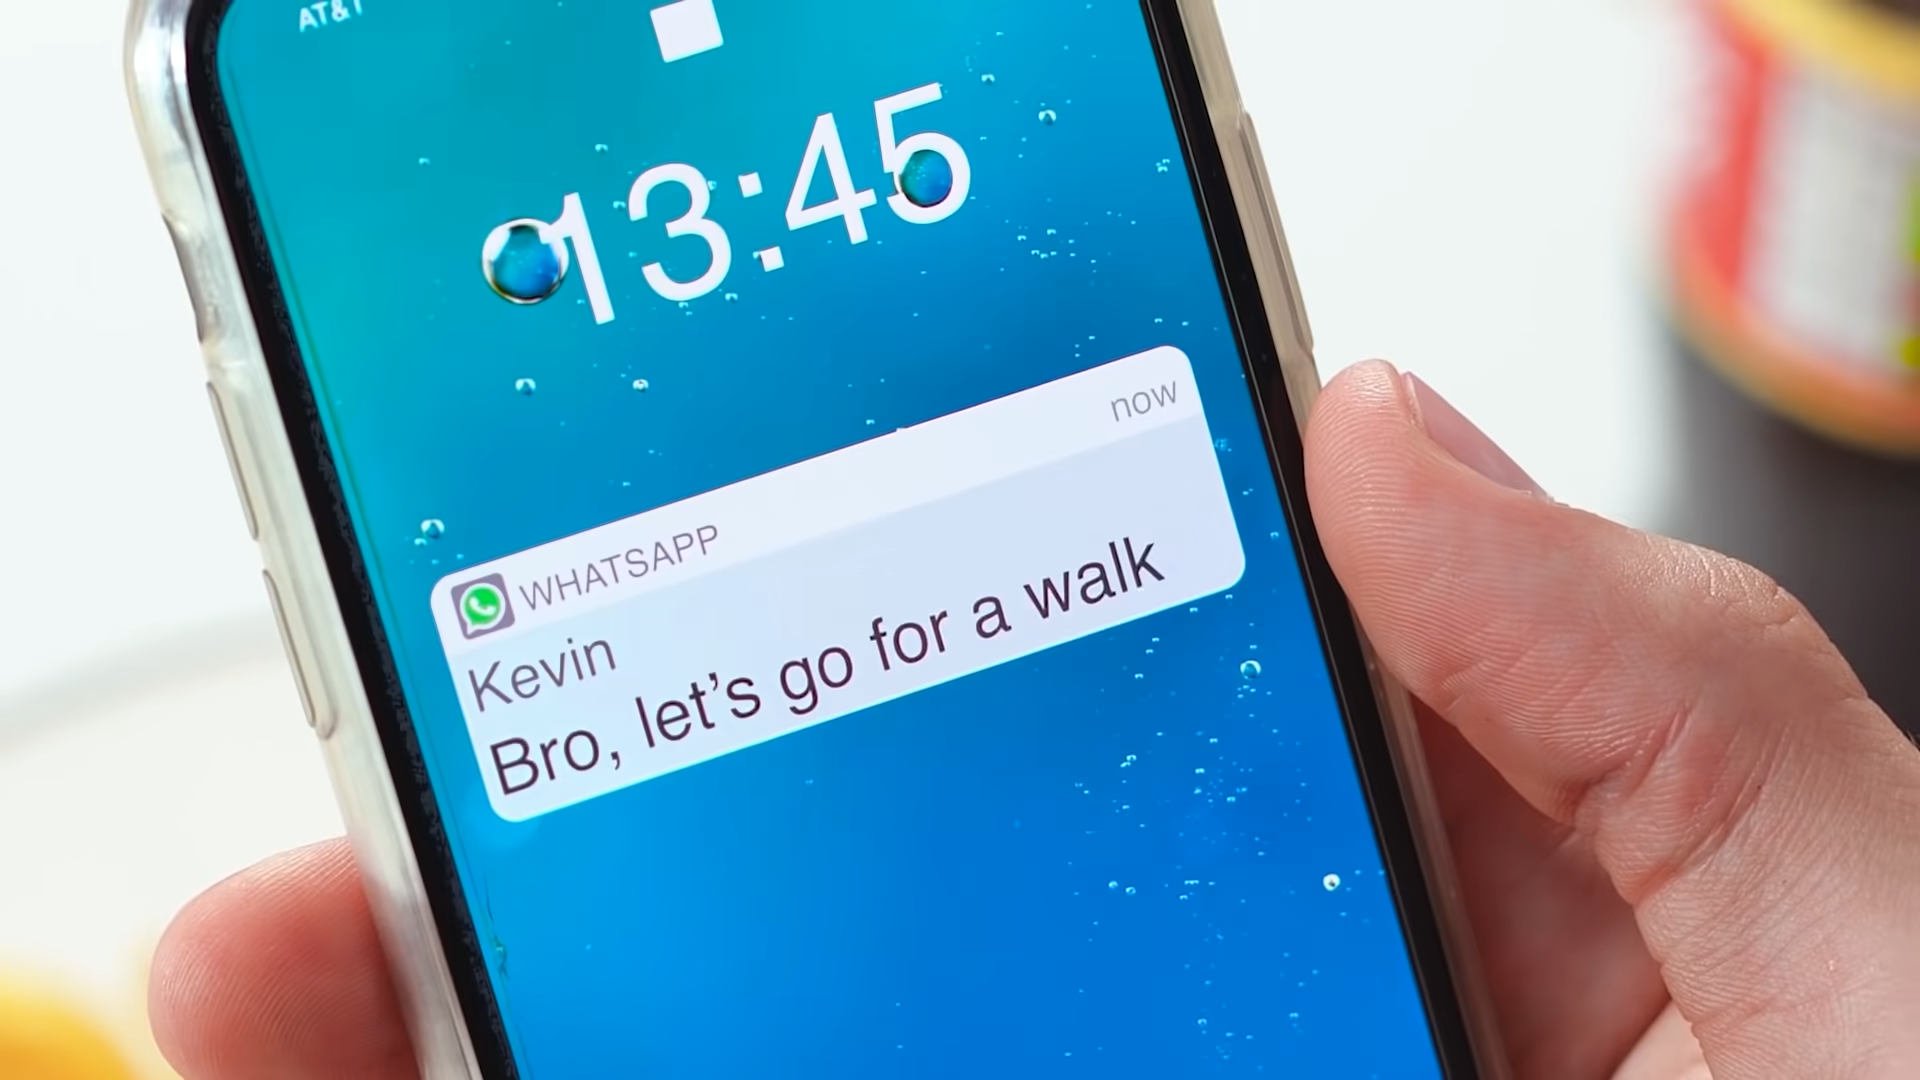 AT&T
13:45
WHATSAPP
now
Kevin
Bro, let's go for a walk